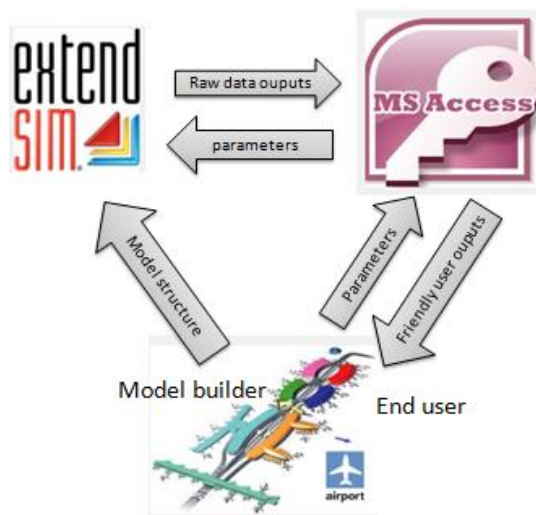 extend
SIM
Raw data ouputs
MS Access
parameters
Model structure
Parameters
Friendly user ouputs
Model builder
End user
airport